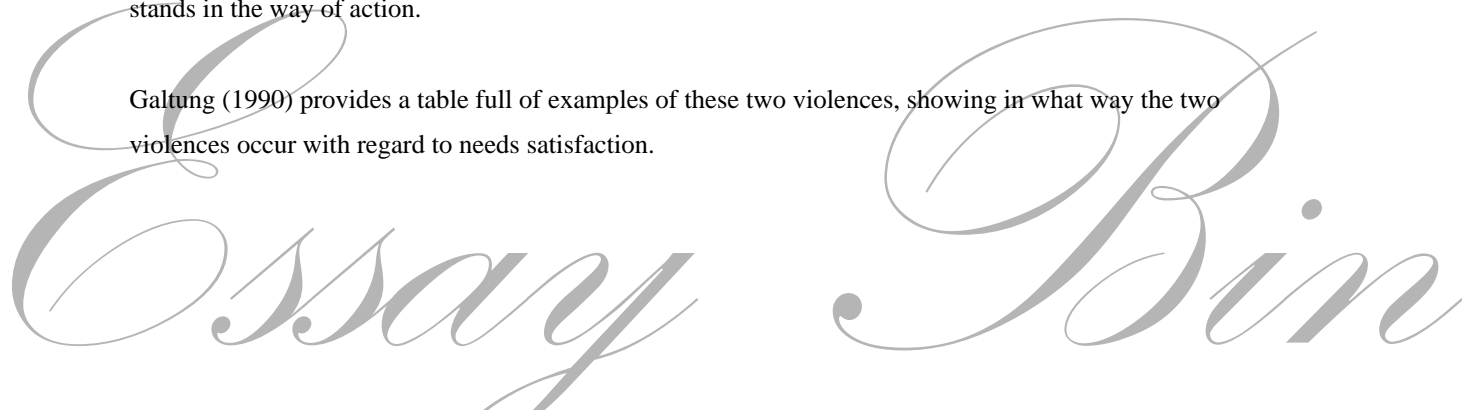 stands in the way of action.
Galtung (1990) provides a table full of examples of these two violences, showing in what way the two
violences occur with regard to needs satisfaction.
Essay Bin